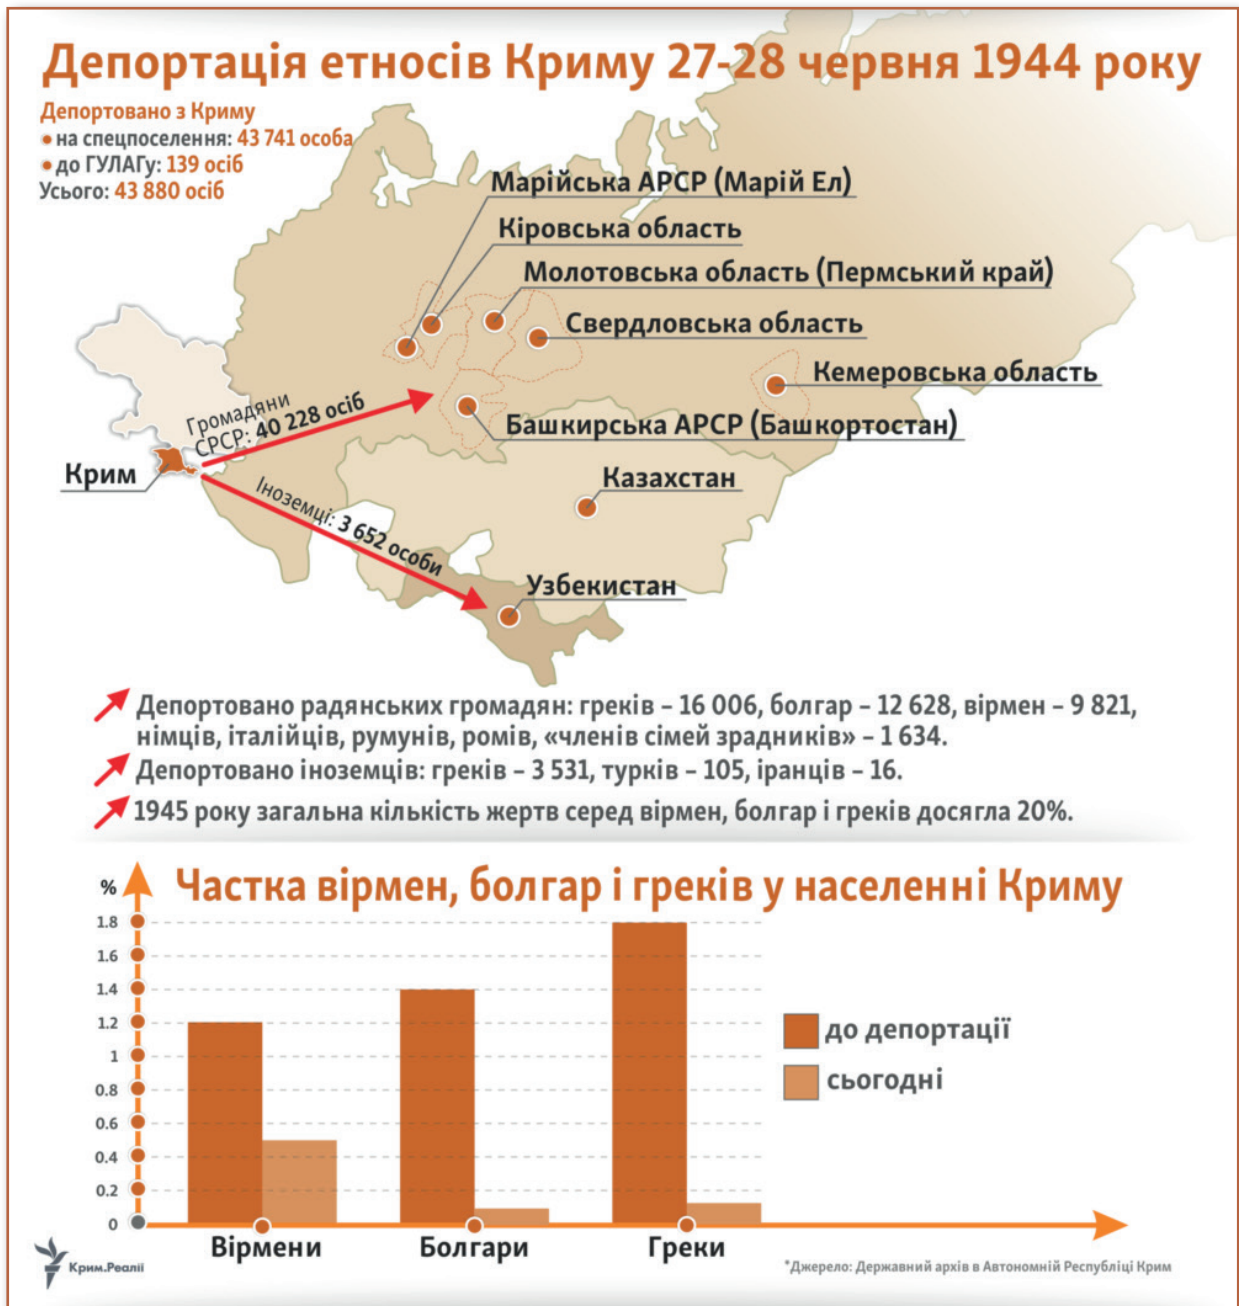 Депортація етносів Криму 27-28 червня 1944 року
Депортовано з Криму
• на спецпоселення: 43 741 особа
• до ГУЛАГу: 139 осіб
Усього: 43 880 осіб
Марійська АРСР (Марій Ел)
Кіровська область
Молотовська область (Пермський край)
Свердловська область
Кемеровська область
Башкирська АРСР (Башкортостан)
Громадяни
СРСР: 40 228 осіб
Крим
Казахстан
Іноземці: 3 652 особи
Узбекистан
Депортовано радянських громадян: греків – 16 006, болгар – 12 628, вірмен – 9 821,
німців, італійців, румунів, ромів, «членів сімей зрадників» – 1 634.
Депортовано іноземців: греків – 3 531, турків – 105, іранців – 16.
1945 року загальна кількість жертв серед вірмен, болгар і греків досягла 20%.
Частка вірмен, болгар і греків у населенні Криму
%
1.8
1.6
1.4
1.2
1
0.8
0.6
0.4
0.2
0
до депортації
сьогодні
Вірмени
Болгари
Греки
Крим.Реалії
*Джерело: Державний архів в Автономній Республіці Крим